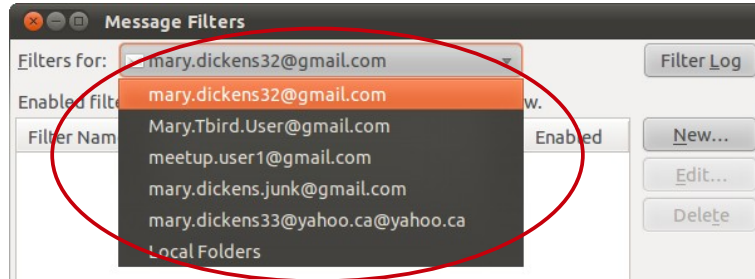 Message Filters
Filters for: mary.dickens32@gmail.com Filter Log
mary.dickens32@gmail.com
Enabled w.
Mary.Tbird.User@gmail.com
Filter Enabled New...
meetup.user1@gmail.com
Edit...
mary.dickens.junk@gmail.com
Delete
mary.dickens33@yahoo.ca@yahoo.ca
Local Folders